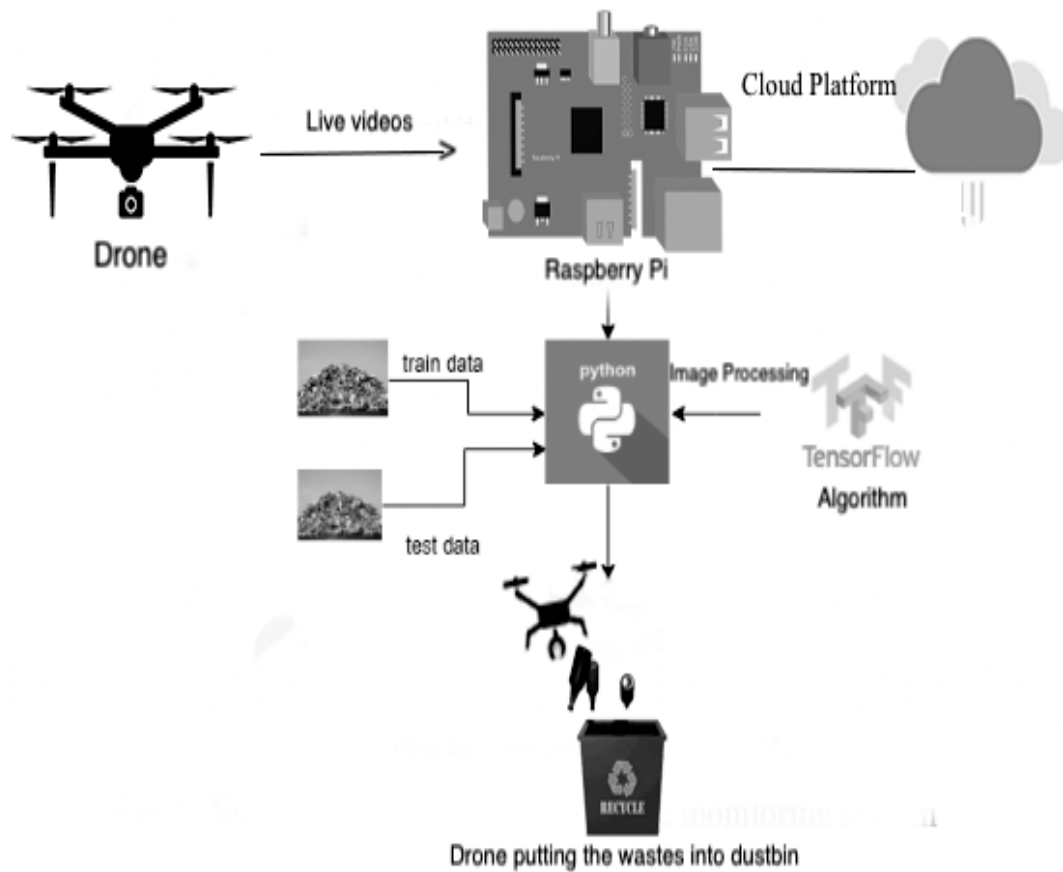 Live videos
Cloud Platform
Drone
Raspberry Pi
train data
python
Image Processing
TensorFlow
Algorithm
test data
RECYCLE
monitoring
Drone putting the wastes into dustbin